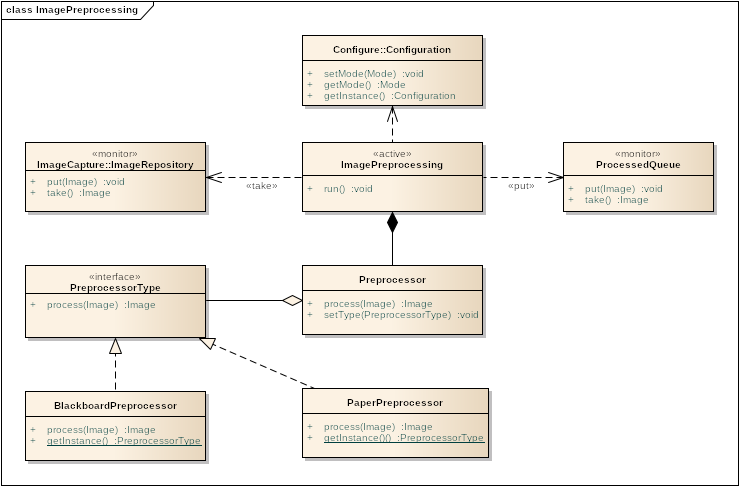 class ImagePreprocessing
Configure::Configuration
+ setMode(Mode) :void
+ getMode() :Mode
+ getInstance() :Configuration
«monitor»
ImageCapture::ImageRepository
+ put(Image) :void
+ take() :Image
«take»
«active»
ImagePreprocessing
+ run() :void
«put»
«monitor»
ProcessedQueue
+ put(Image) :void
+ take() :Image
«interface»
PreprocessorType
+ process(Image) :Image
Preprocessor
+ process(Image) :Image
+ setType(PreprocessorType) :void
BlackboardPreprocessor
+ process(Image) :Image
+ getInstance() :PreprocessorType
PaperPreprocessor
+ process(Image) :Image
+ getInstance()() :PreprocessorType